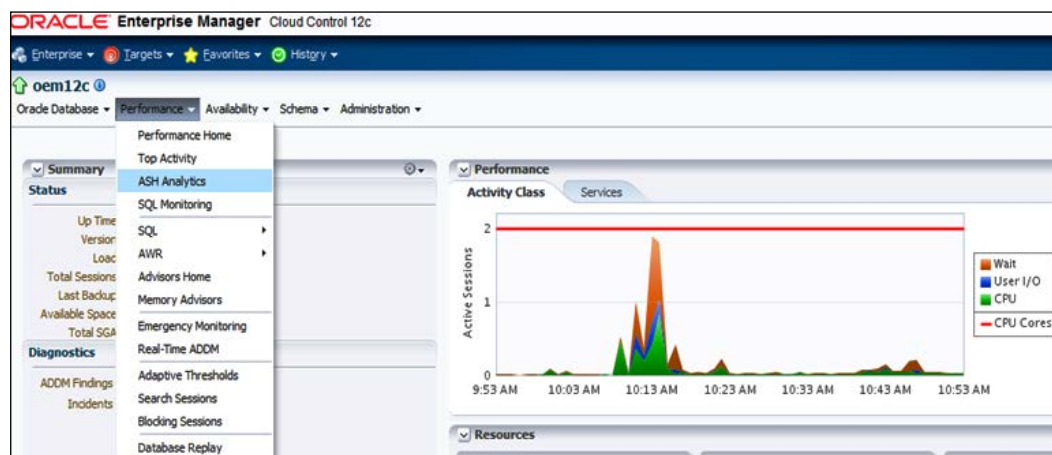 ORACLE Enterprise Manager Cloud Control 12c
Enterprise Targets Favorites History
oem12c
Oracle Database Performance Availability Schema Administration
Performance Home
Top Activity
ASH Analytics
SQL Monitoring
SQL
AWR
Advisors Home
Memory Advisors
Emergency Monitoring
Real-Time ADDM
Adaptive Thresholds
Search Sessions
Blocking Sessions
Database Replay
Summary
Status
Up Time
Version
Load
Total Sessions
Last Backup
Available Space
Total SGA
Diagnostics
ADDM Findings
Incidents
Performance
Activity Class Services
Active Sessions
2
1
0
9:53 AM 10:03 AM 10:13 AM 10:23 AM 10:33 AM 10:43 AM 10:53 AM
Wait
User I/O
CPU
CPU Cores
Resources